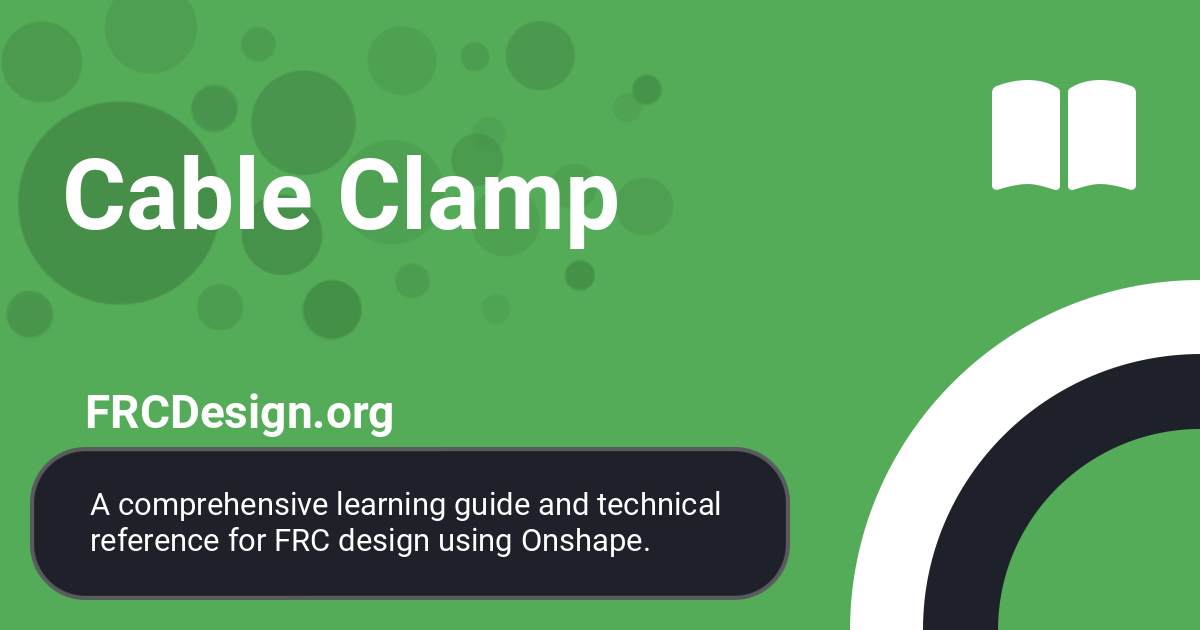 Cable Clamp
FRCDesign.org
A comprehensive learning guide and technical
reference for FRC design using Onshape.